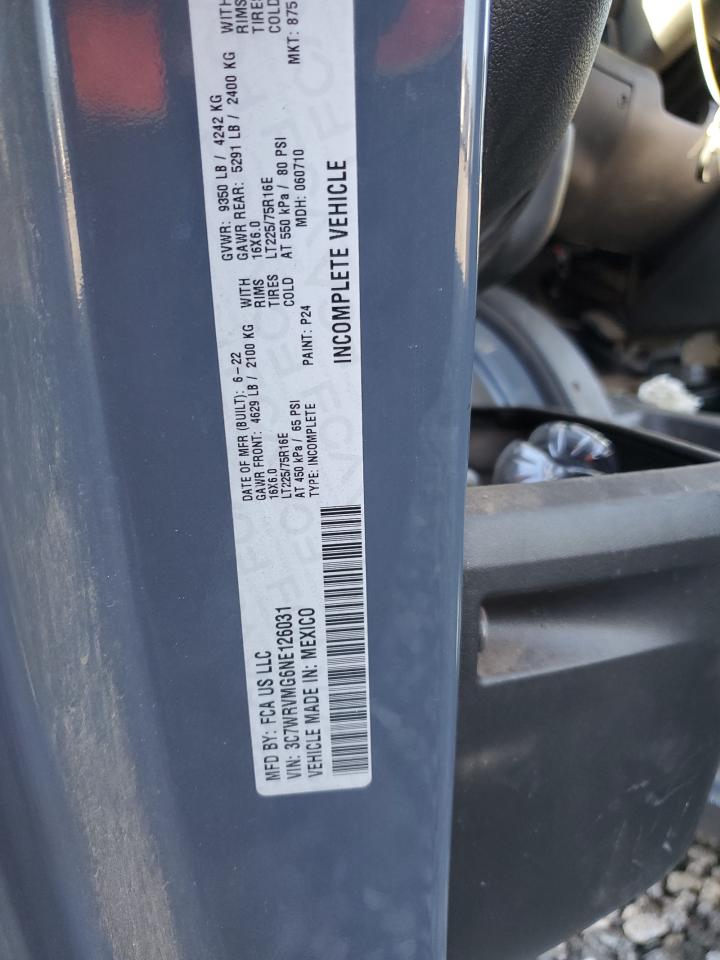 MFD BY: FCA US LLC
DATE OF MFR (BUILT): 6-22
GVWR: 9350 LB / 4242 KG
GAWR FRONT: 4629 LB / 2100 KG
WITH
GAWR REAR: 5291 LB / 2400 KG
WITH
16X6.0
RIMS
16X6.0
RIMS
LT225/75R16E
TIRES
LT225/75R16E
TIRES
AT 450 kPa / 65 PSI
COLD
AT 550 kPa / 80 PSI
COLD
VIN: 3C7WRVMG6NE126031
TYPE: INCOMPLETE
VEHICLE MADE IN: MEXICO
PAINT: P24
MDH: 060710
MKT: 875
INCOMPLETE VEHICLE